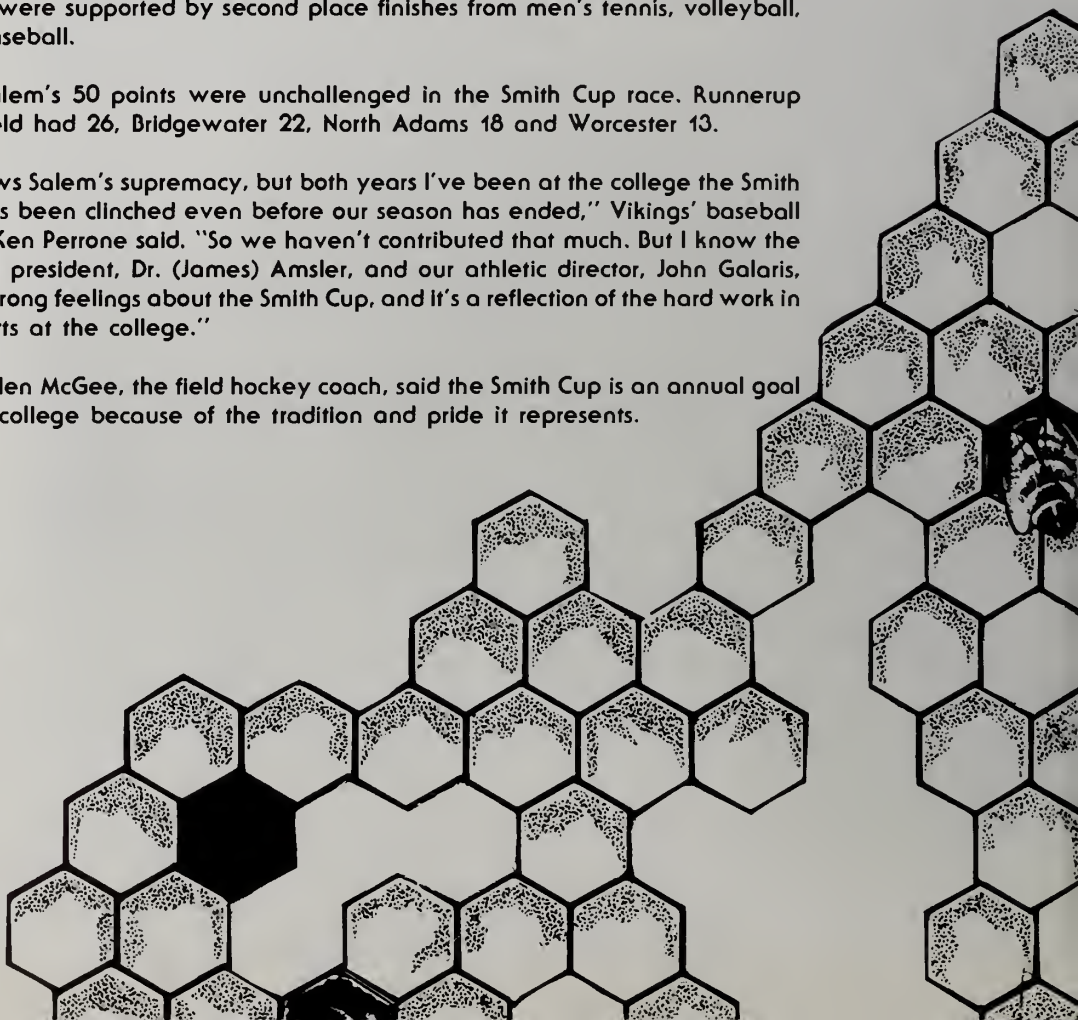 were supported by second place finishes from men's tennis, volleyball,
seball.
lem's 50 points were unchallenged in the Smith Cup race. Runnerup
ld had 26, Bridgewater 22, North Adams 18 and Worcester 13.
ws Salem's supremacy, but both years I've been at the college the Smith
s been clinched even before our season has ended," Vikings' baseball
Ken Perrone said. "So we haven't contributed that much. But I know the
president, Dr. (James) Amsler, and our athletic director, John Galaris,
rong feelings about the Smith Cup, and it's a reflection of the hard work in
ts at the college."
len McGee, the field hockey coach, said the Smith Cup is an annual goal
college because of the tradition and pride it represents.